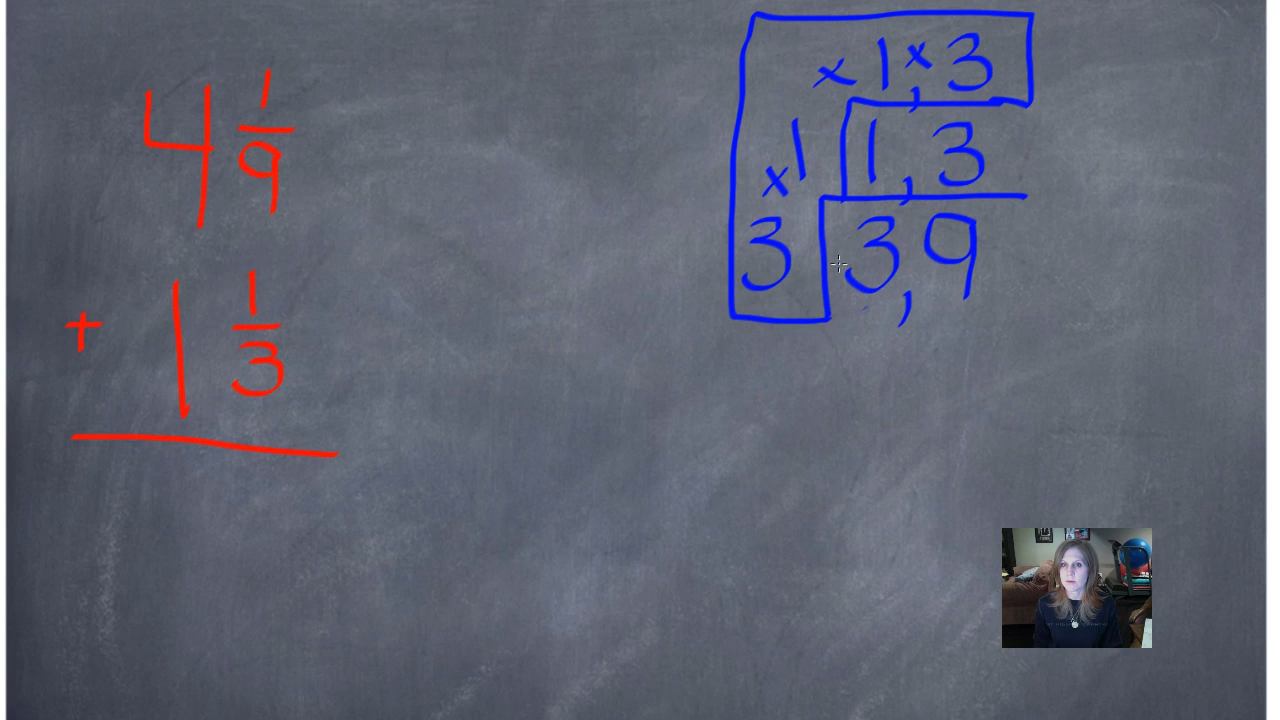 4 1/9
+ 1 1/3
× 1, × 3
× 1 1, 3
3 3, 9